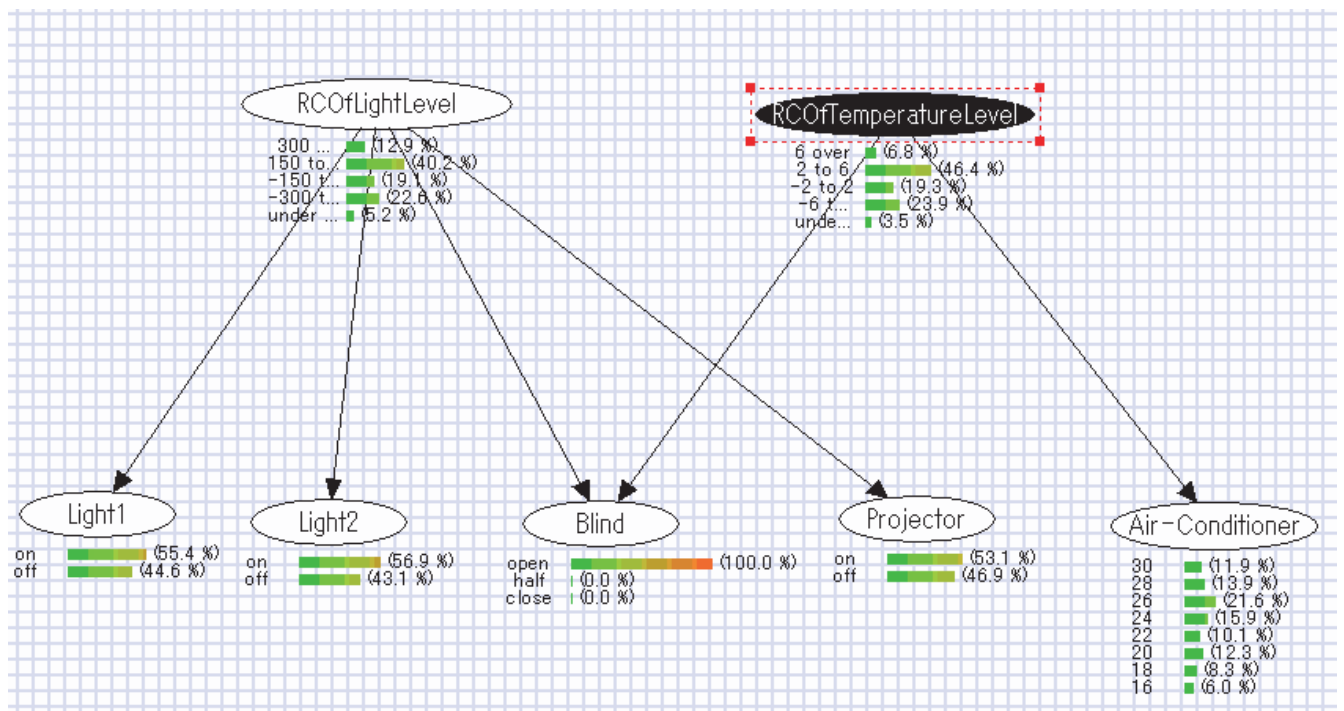 RCOfLightLevel
300 ... (12.9 %)
150 to... (40.2 %)
-150 t... (19.1 %)
-300 t... (22.6 %)
under ... (5.2 %)
RCOfTemperatureLevel
6 over (6.8 %)
2 to 6 (46.4 %)
-2 to 2 (19.3 %)
-6 t... (23.9 %)
unde... (3.5 %)
Light1
on (55.4 %)
off (44.6 %)
Light2
on (56.9 %)
off (43.1 %)
Blind
open (100.0 %)
half (0.0 %)
close (0.0 %)
Projector
on (53.1 %)
off (46.9 %)
Air-Conditioner
30 (11.9 %)
28 (13.9 %)
26 (21.6 %)
24 (15.9 %)
22 (10.1 %)
20 (12.3 %)
18 (8.3 %)
16 (6.0 %)